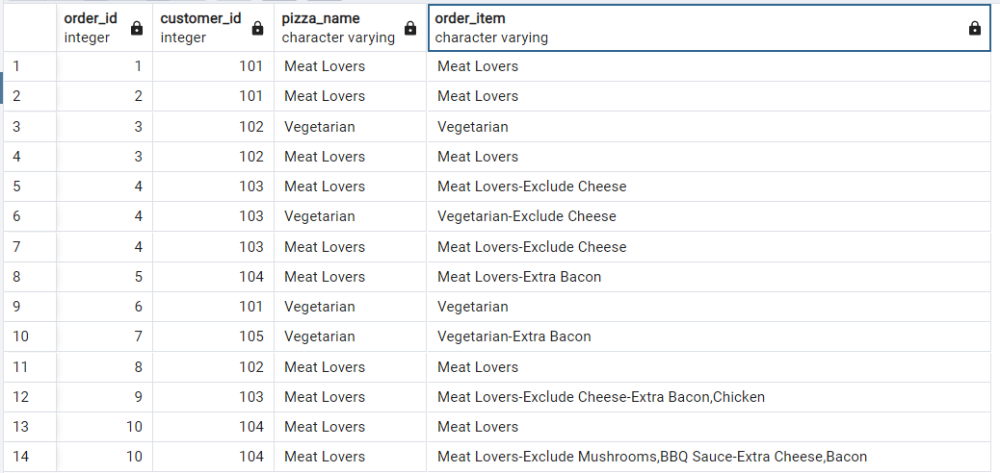 order_id customer_id pizza_name order_item
integer integer character varying character varying
1 1 101 Meat Lovers Meat Lovers
2 2 101 Meat Lovers Meat Lovers
3 3 102 Vegetarian Vegetarian
4 3 102 Meat Lovers Meat Lovers
5 4 103 Meat Lovers Meat Lovers-Exclude Cheese
6 4 103 Vegetarian Vegetarian-Exclude Cheese
7 4 103 Meat Lovers Meat Lovers-Exclude Cheese
8 5 104 Meat Lovers Meat Lovers-Extra Bacon
9 6 101 Vegetarian Vegetarian
10 7 105 Vegetarian Vegetarian-Extra Bacon
11 8 102 Meat Lovers Meat Lovers
12 9 103 Meat Lovers Meat Lovers-Exclude Cheese-Extra Bacon,Chicken
13 10 104 Meat Lovers Meat Lovers
14 10 104 Meat Lovers Meat Lovers-Exclude Mushrooms,BBQ Sauce-Extra Cheese,Bacon